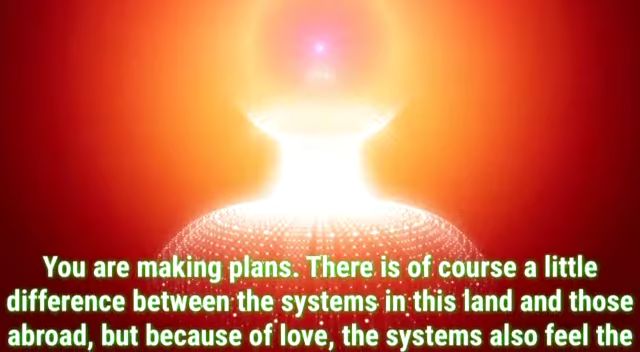 You are making plans. There is of course a little
difference between the systems in this land and those
abroad, but because of love, the systems also feel the